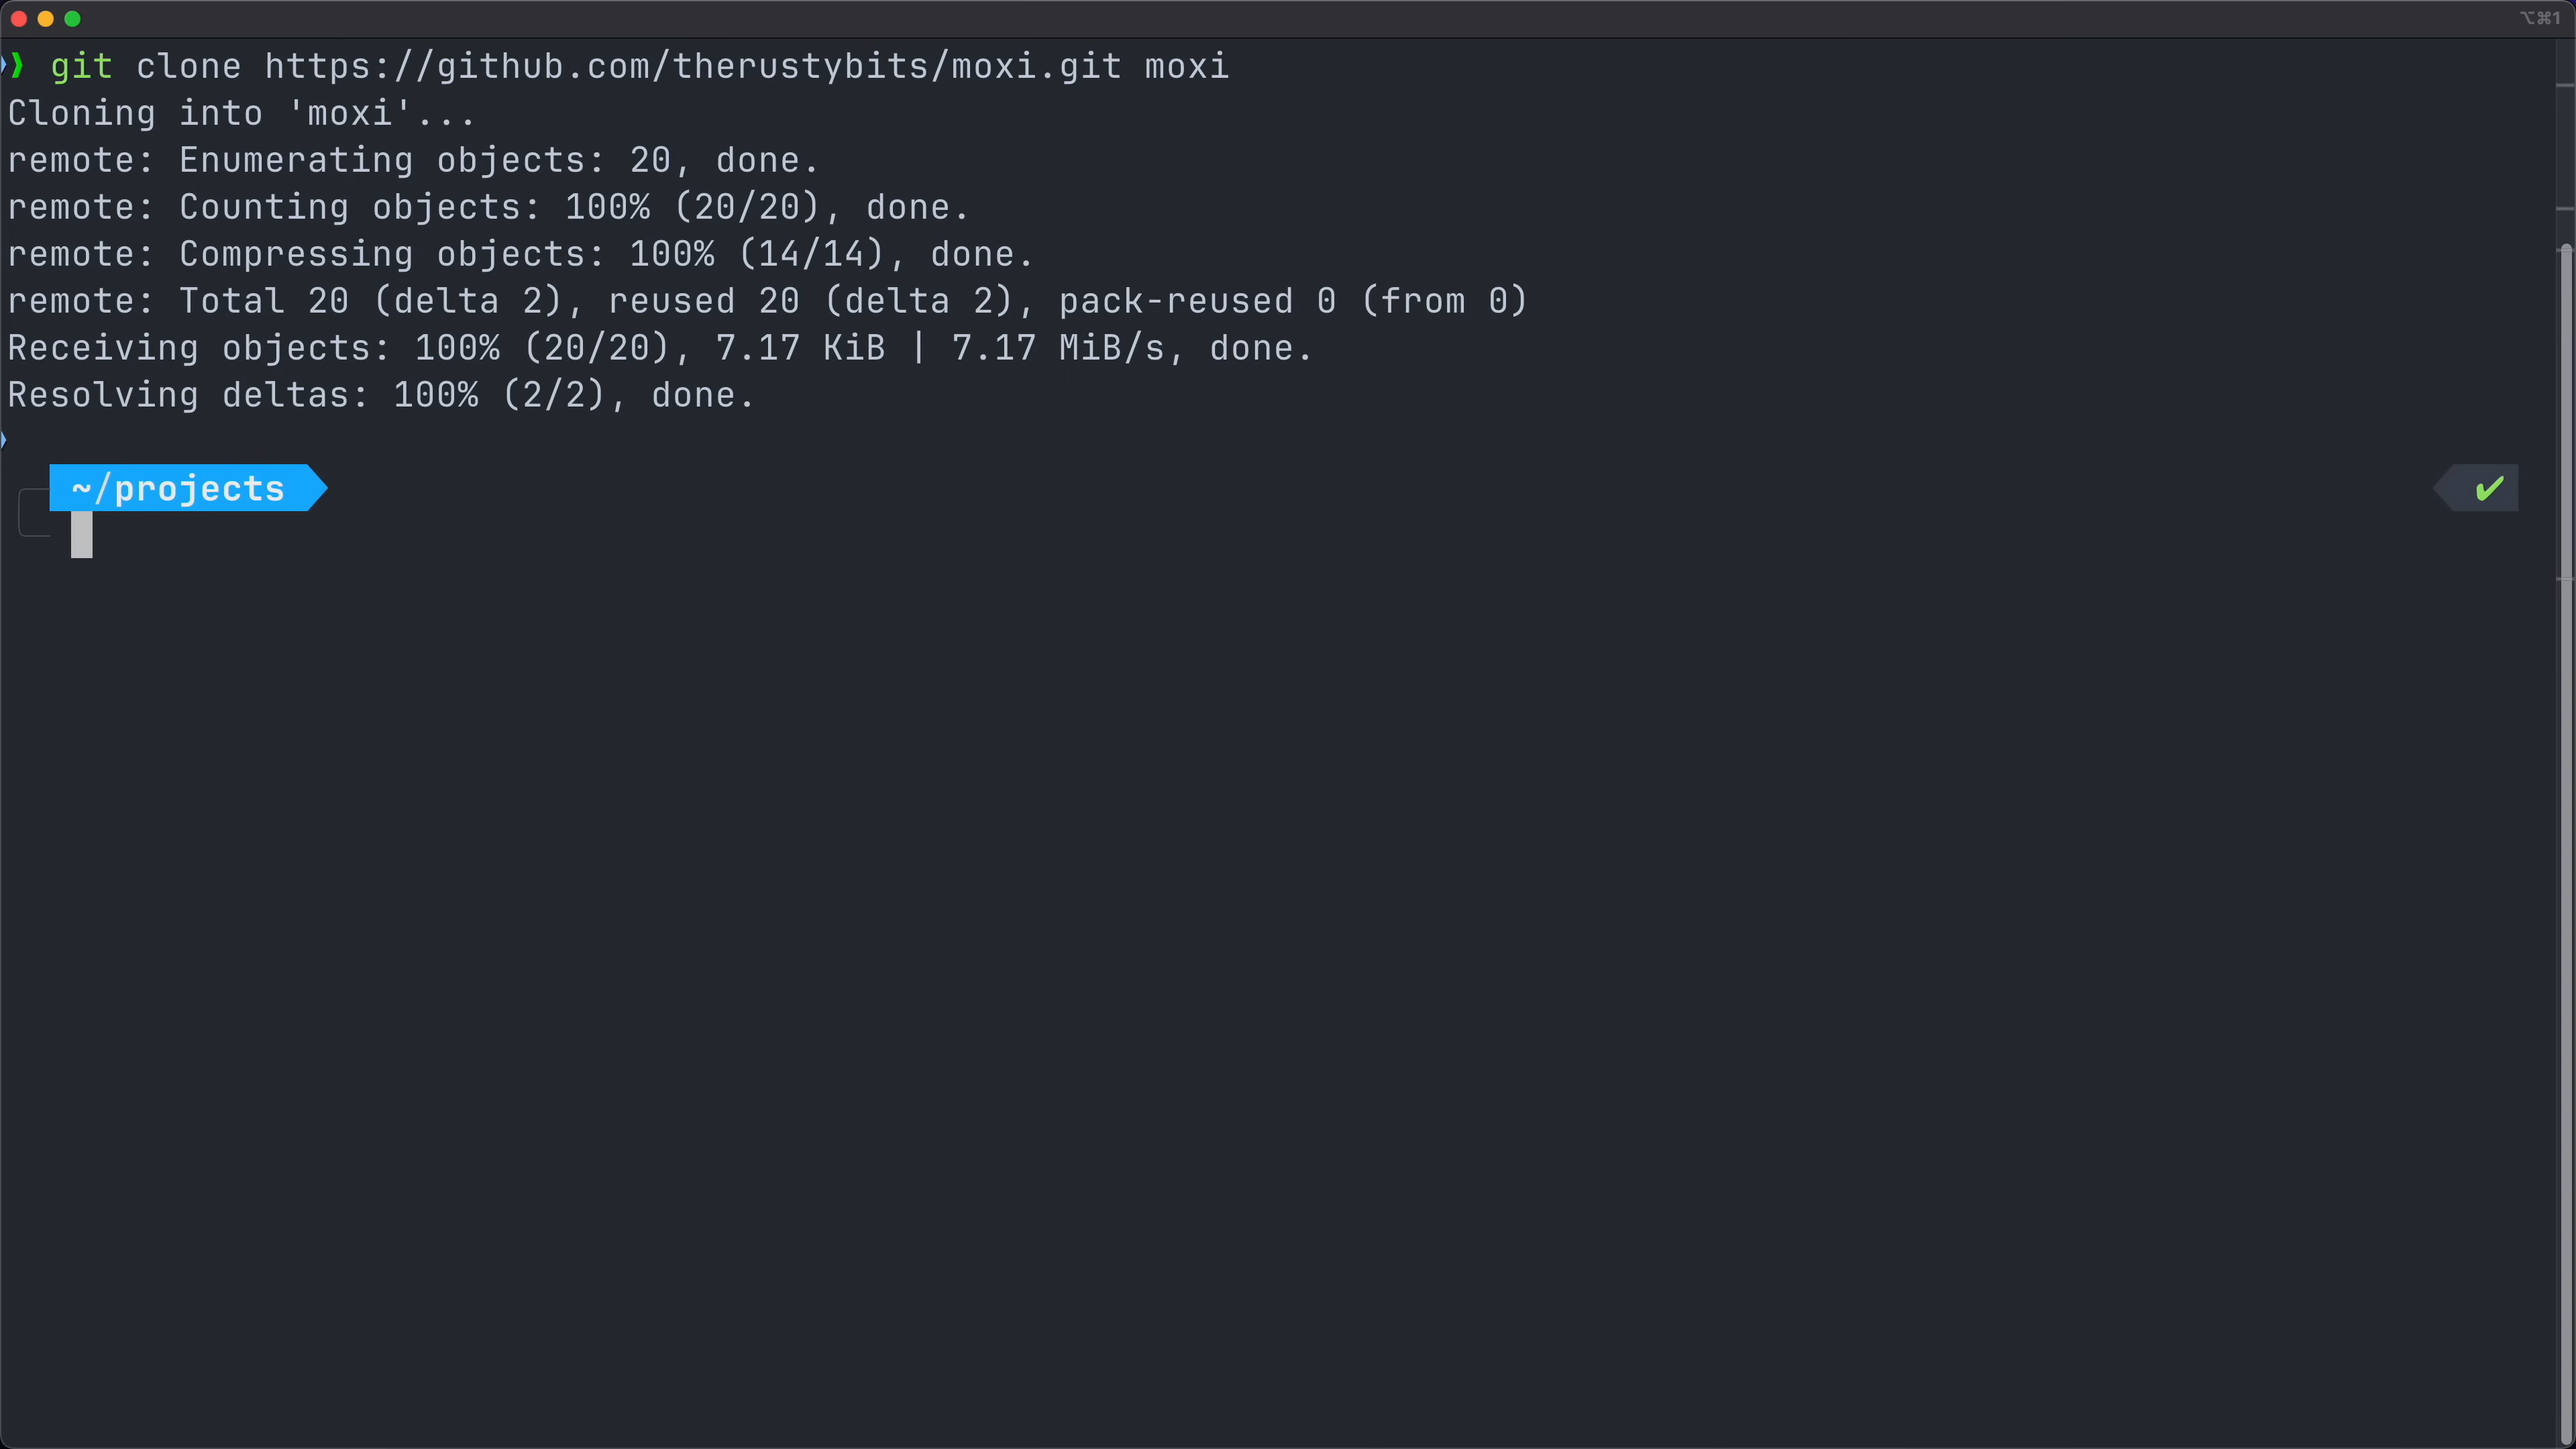 ⌥⌘1
❯ git clone https://github.com/therustybits/moxi.git moxi
Cloning into 'moxi'...
remote: Enumerating objects: 20, done.
remote: Counting objects: 100% (20/20), done.
remote: Compressing objects: 100% (14/14), done.
remote: Total 20 (delta 2), reused 20 (delta 2), pack-reused 0 (from 0)
Receiving objects: 100% (20/20), 7.17 KiB | 7.17 MiB/s, done.
Resolving deltas: 100% (2/2), done.
~/projects ✔